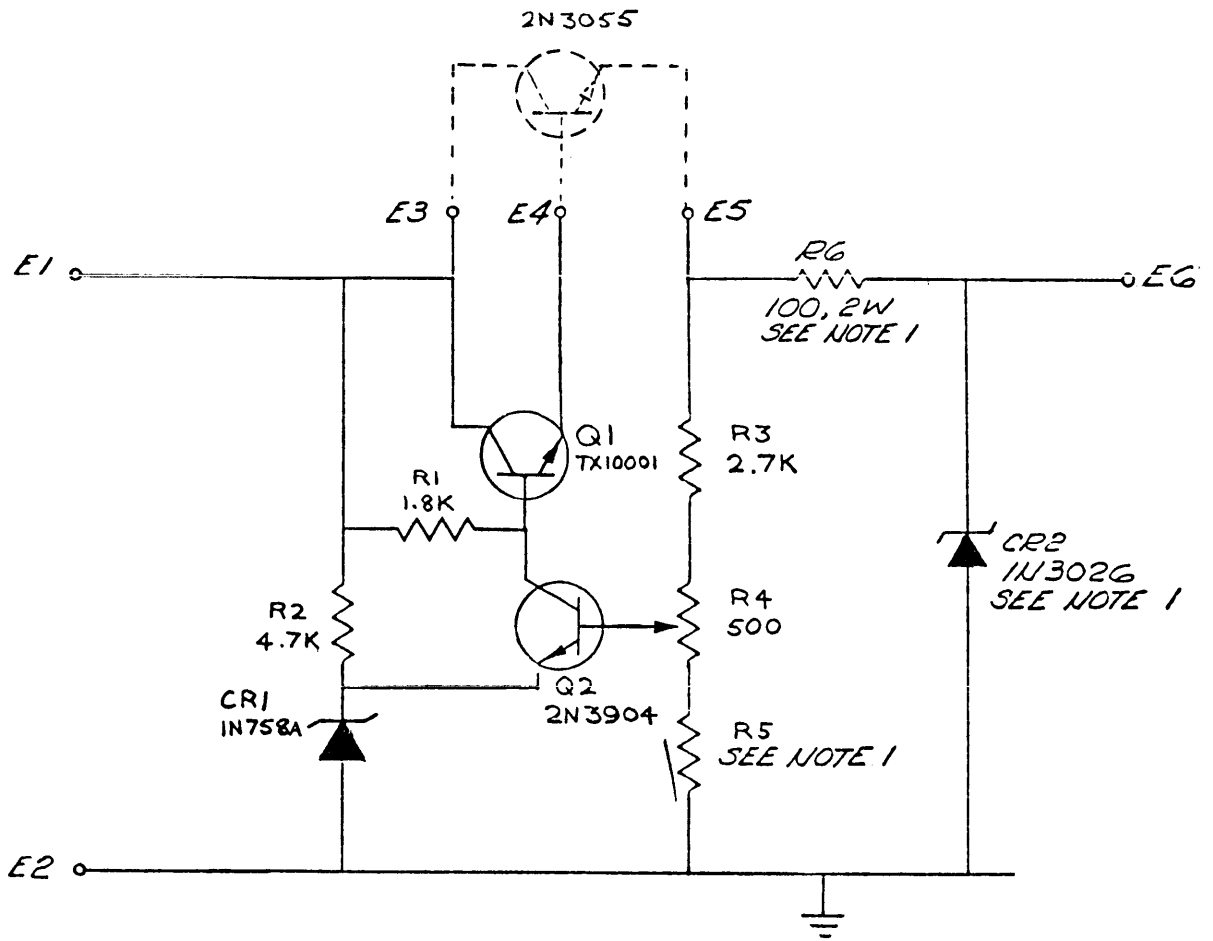 2N3055
E3
E4
E5
E1
R6
100, 2W
SEE NOTE 1
E6
Q1
TX10001
R3
2.7K
R1
1.8K
CR2
1N3026
SEE NOTE 1
R2
4.7K
R4
500
Q2
2N3904
CR1
1N758A
R5
SEE NOTE 1
E2